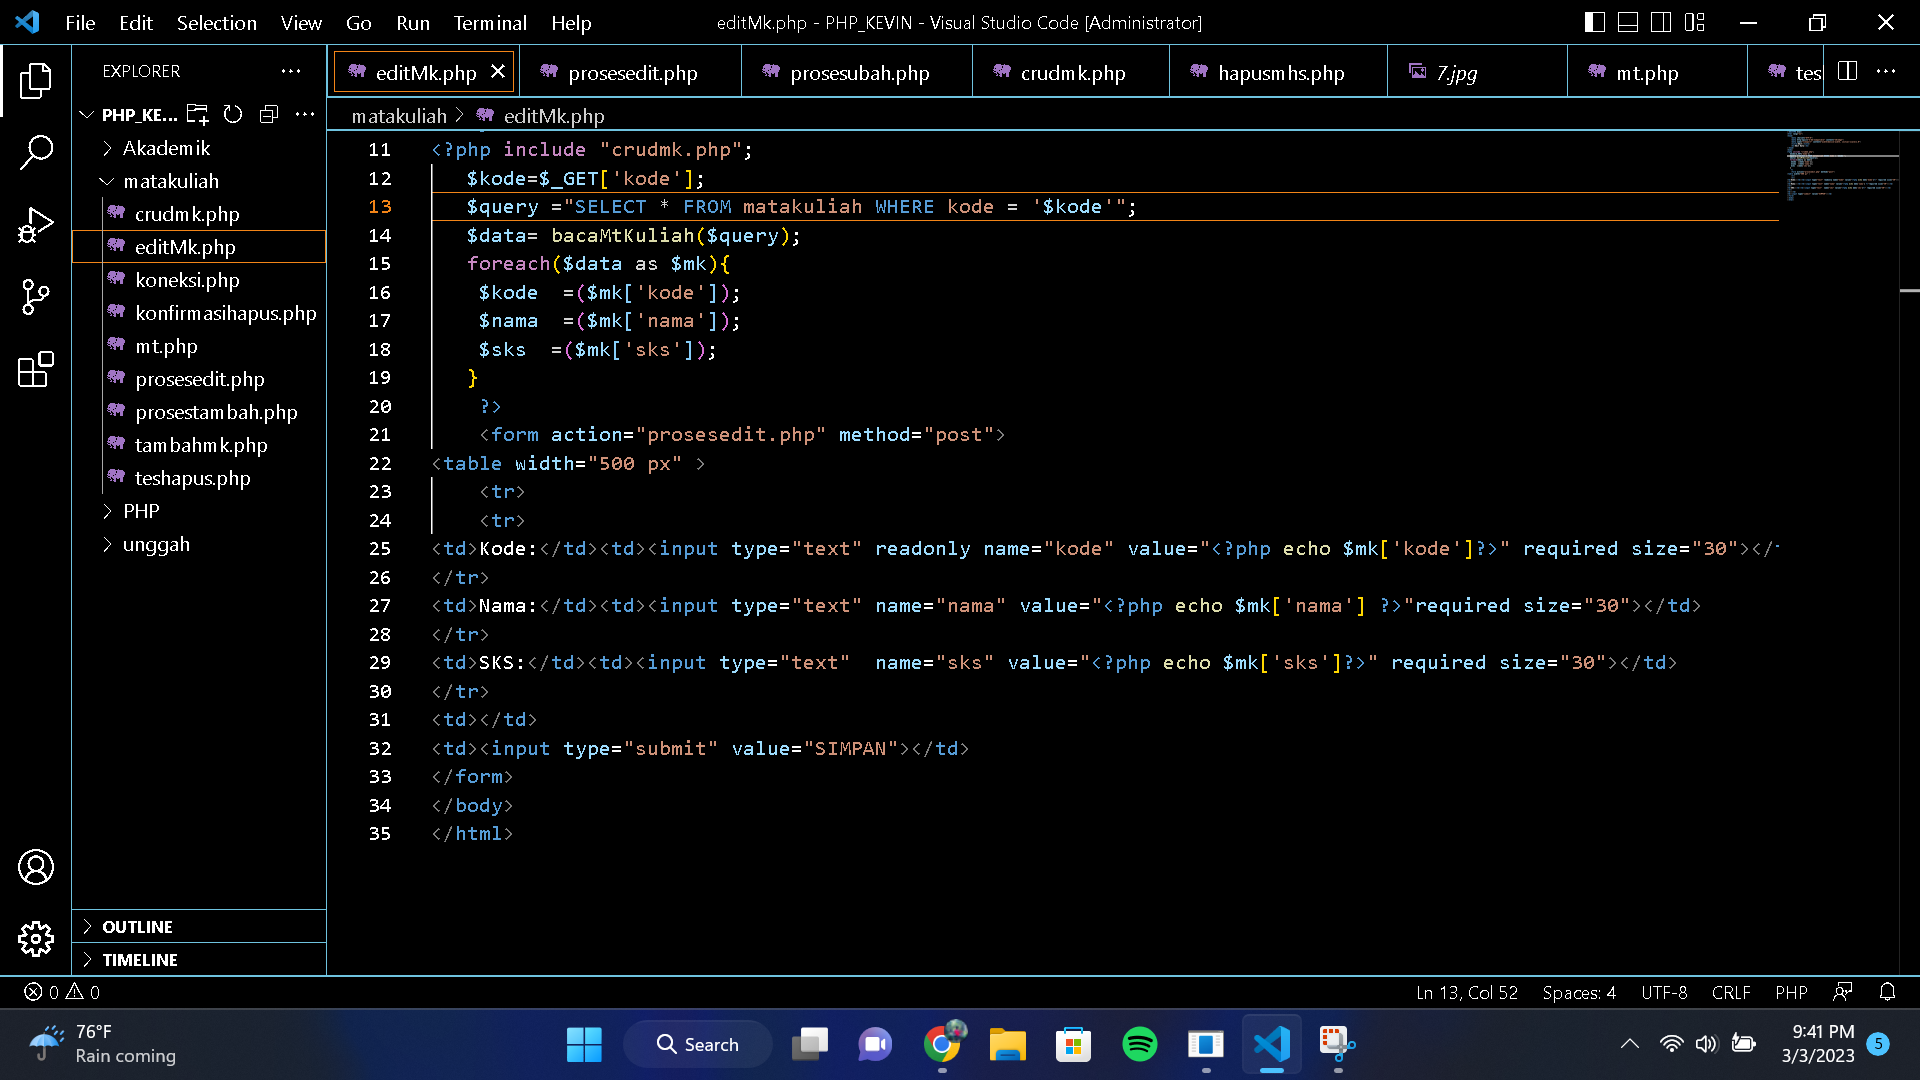 File Edit Selection View Go Run Terminal Help
editMk.php - PHP_KEVIN - Visual Studio Code [Administrator]
EXPLORER
PHP_KE...
Akademik
matakuliah
crudmk.php
editMk.php
koneksi.php
konfirmasihapus.php
mt.php
prosesedit.php
prosestambah.php
tambahmk.php
teshapus.php
PHP
unggah
OUTLINE
TIMELINE
editMk.php prosesedit.php prosesubah.php crudmk.php hapusmhs.php 7.jpg mt.php tes
matakuliah > editMk.php
11 <?php include "crudmk.php";
12 $kode=$_GET['kode'];
13 $query ="SELECT * FROM matakuliah WHERE kode = '$kode'";
14 $data= bacaMtKuliah($query);
15 foreach($data as $mk){
16 $kode  =($mk['kode']);
17 $nama  =($mk['nama']);
18 $sks  =($mk['sks']);
19 }
20 ?>
21 <form action="prosesedit.php" method="post">
22 <table width="500 px" >
23 <tr>
24 <tr>
25 <td>Kode:</td><td><input type="text" readonly name="kode" value="<?php echo $mk['kode']?>" required size="30"></
26 </tr>
27 <td>Nama:</td><td><input type="text" name="nama" value="<?php echo $mk['nama'] ?>"required size="30"></td>
28 </tr>
29 <td>SKS:</td><td><input type="text"  name="sks" value="<?php echo $mk['sks']?>" required size="30"></td>
30 </tr>
31 <td></td>
32 <td><input type="submit" value="SIMPAN"></td>
33 </form>
34 </body>
35 </html>
0 0
Ln 13, Col 52 Spaces: 4 UTF-8 CRLF PHP
76°F
Rain coming
Search
9:41 PM
3/3/2023
5